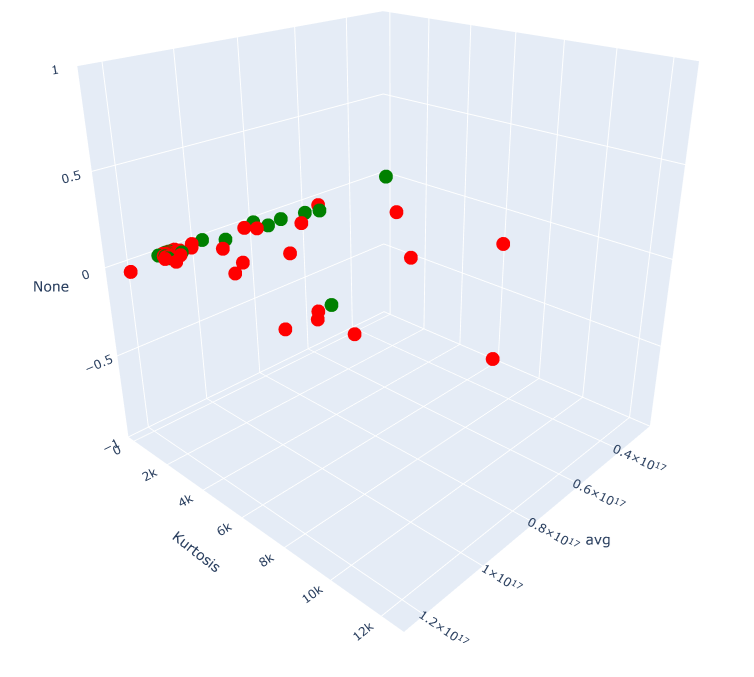 1
0.5
0
−0.5
−1
None
0
2k
4k
6k
8k
10k
12k
Kurtosis
0.4×10¹⁷
0.6×10¹⁷
0.8×10¹⁷
1×10¹⁷
1.2×10¹⁷
avg